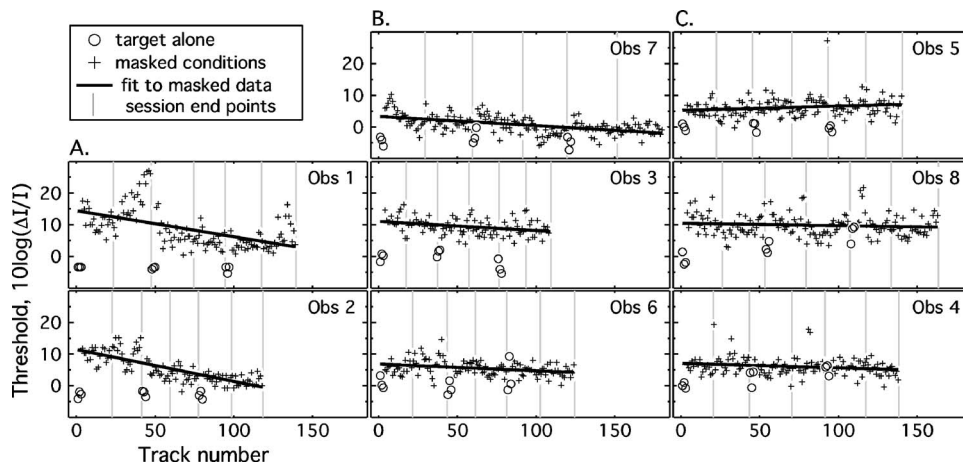 target alone
masked conditions
fit to masked data
session end points
A.
B.
C.
Obs 7
Obs 5
20
10
0
Obs 1
Obs 3
Obs 8
20
10
0
Obs 2
Obs 6
Obs 4
20
10
0
Threshold, 10log(ΔI/I)
0 50 100 150
0 50 100 150
0 50 100 150
Track number